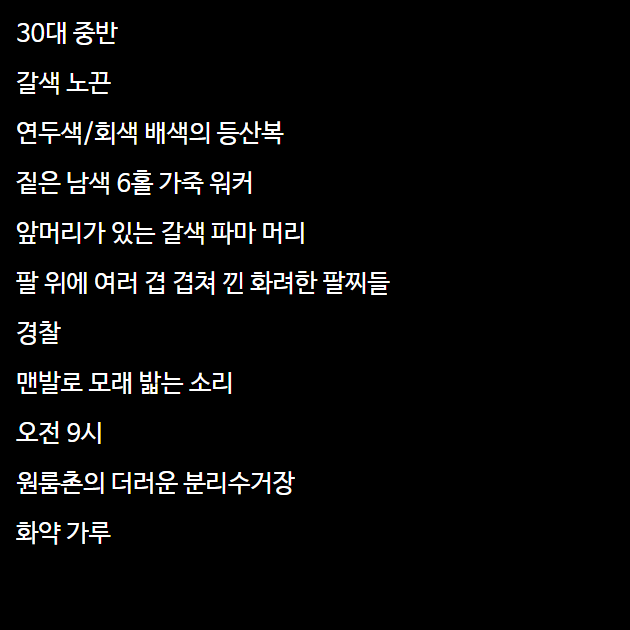 30대 중반
갈색 노끈
연두색/회색 배색의 등산복
짙은 남색 6홀 가죽 워커
앞머리가 있는 갈색 파마 머리
팔 위에 여러 겹 겹쳐 낀 화려한 팔찌들
경찰
맨발로 모래 밟는 소리
오전 9시
원룸촌의 더러운 분리수거장
화약 가루